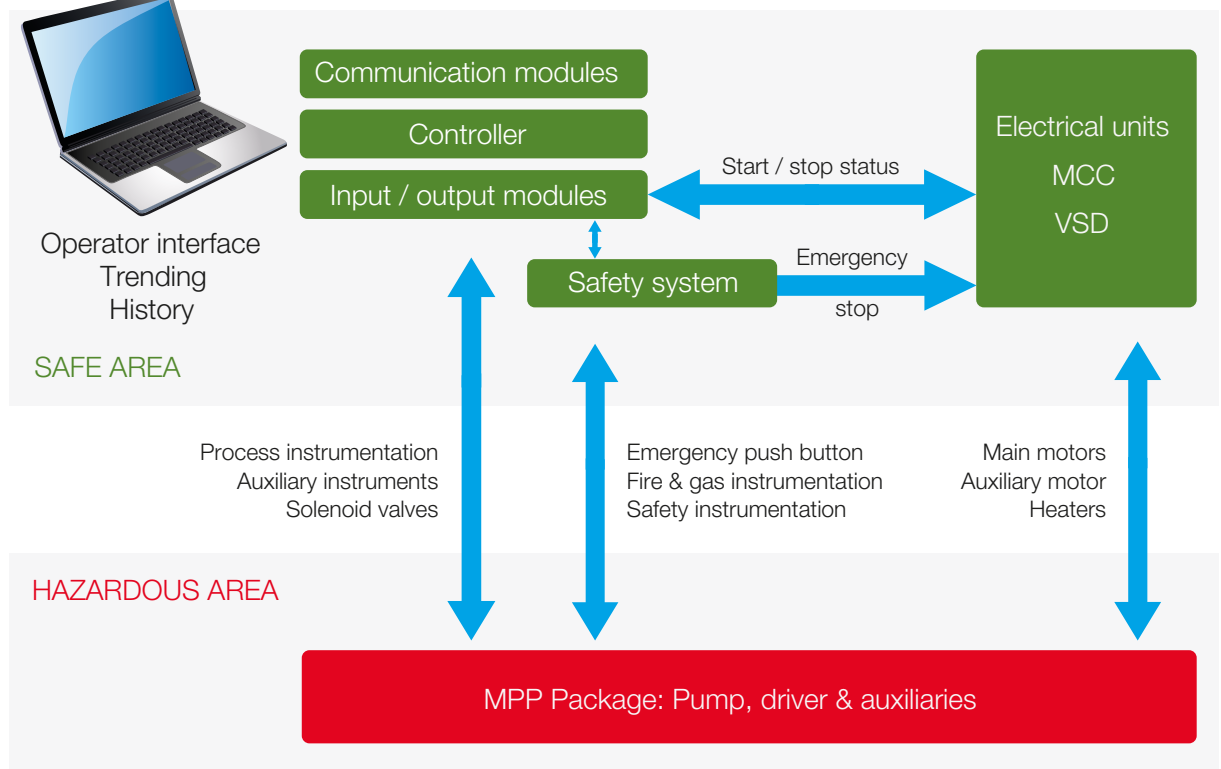 Communication modules
Controller
Input / output modules
Operator interface
Trending
History
Start / stop status
Safety system
Emergency
stop
Electrical units
MCC
VSD
SAFE AREA
Process instrumentation
Auxiliary instruments
Solenoid valves
Emergency push button
Fire & gas instrumentation
Safety instrumentation
Main motors
Auxiliary motor
Heaters
HAZARDOUS AREA
MPP Package: Pump, driver & auxiliaries